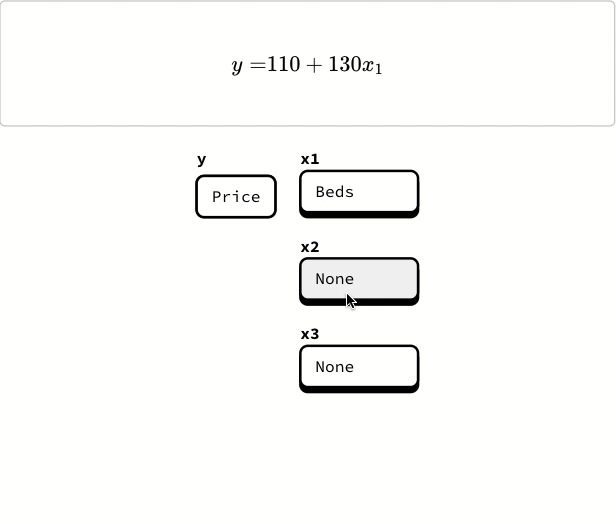 y =110 + 130x₁
y
x1
Price
Beds
x2
None
x3
None